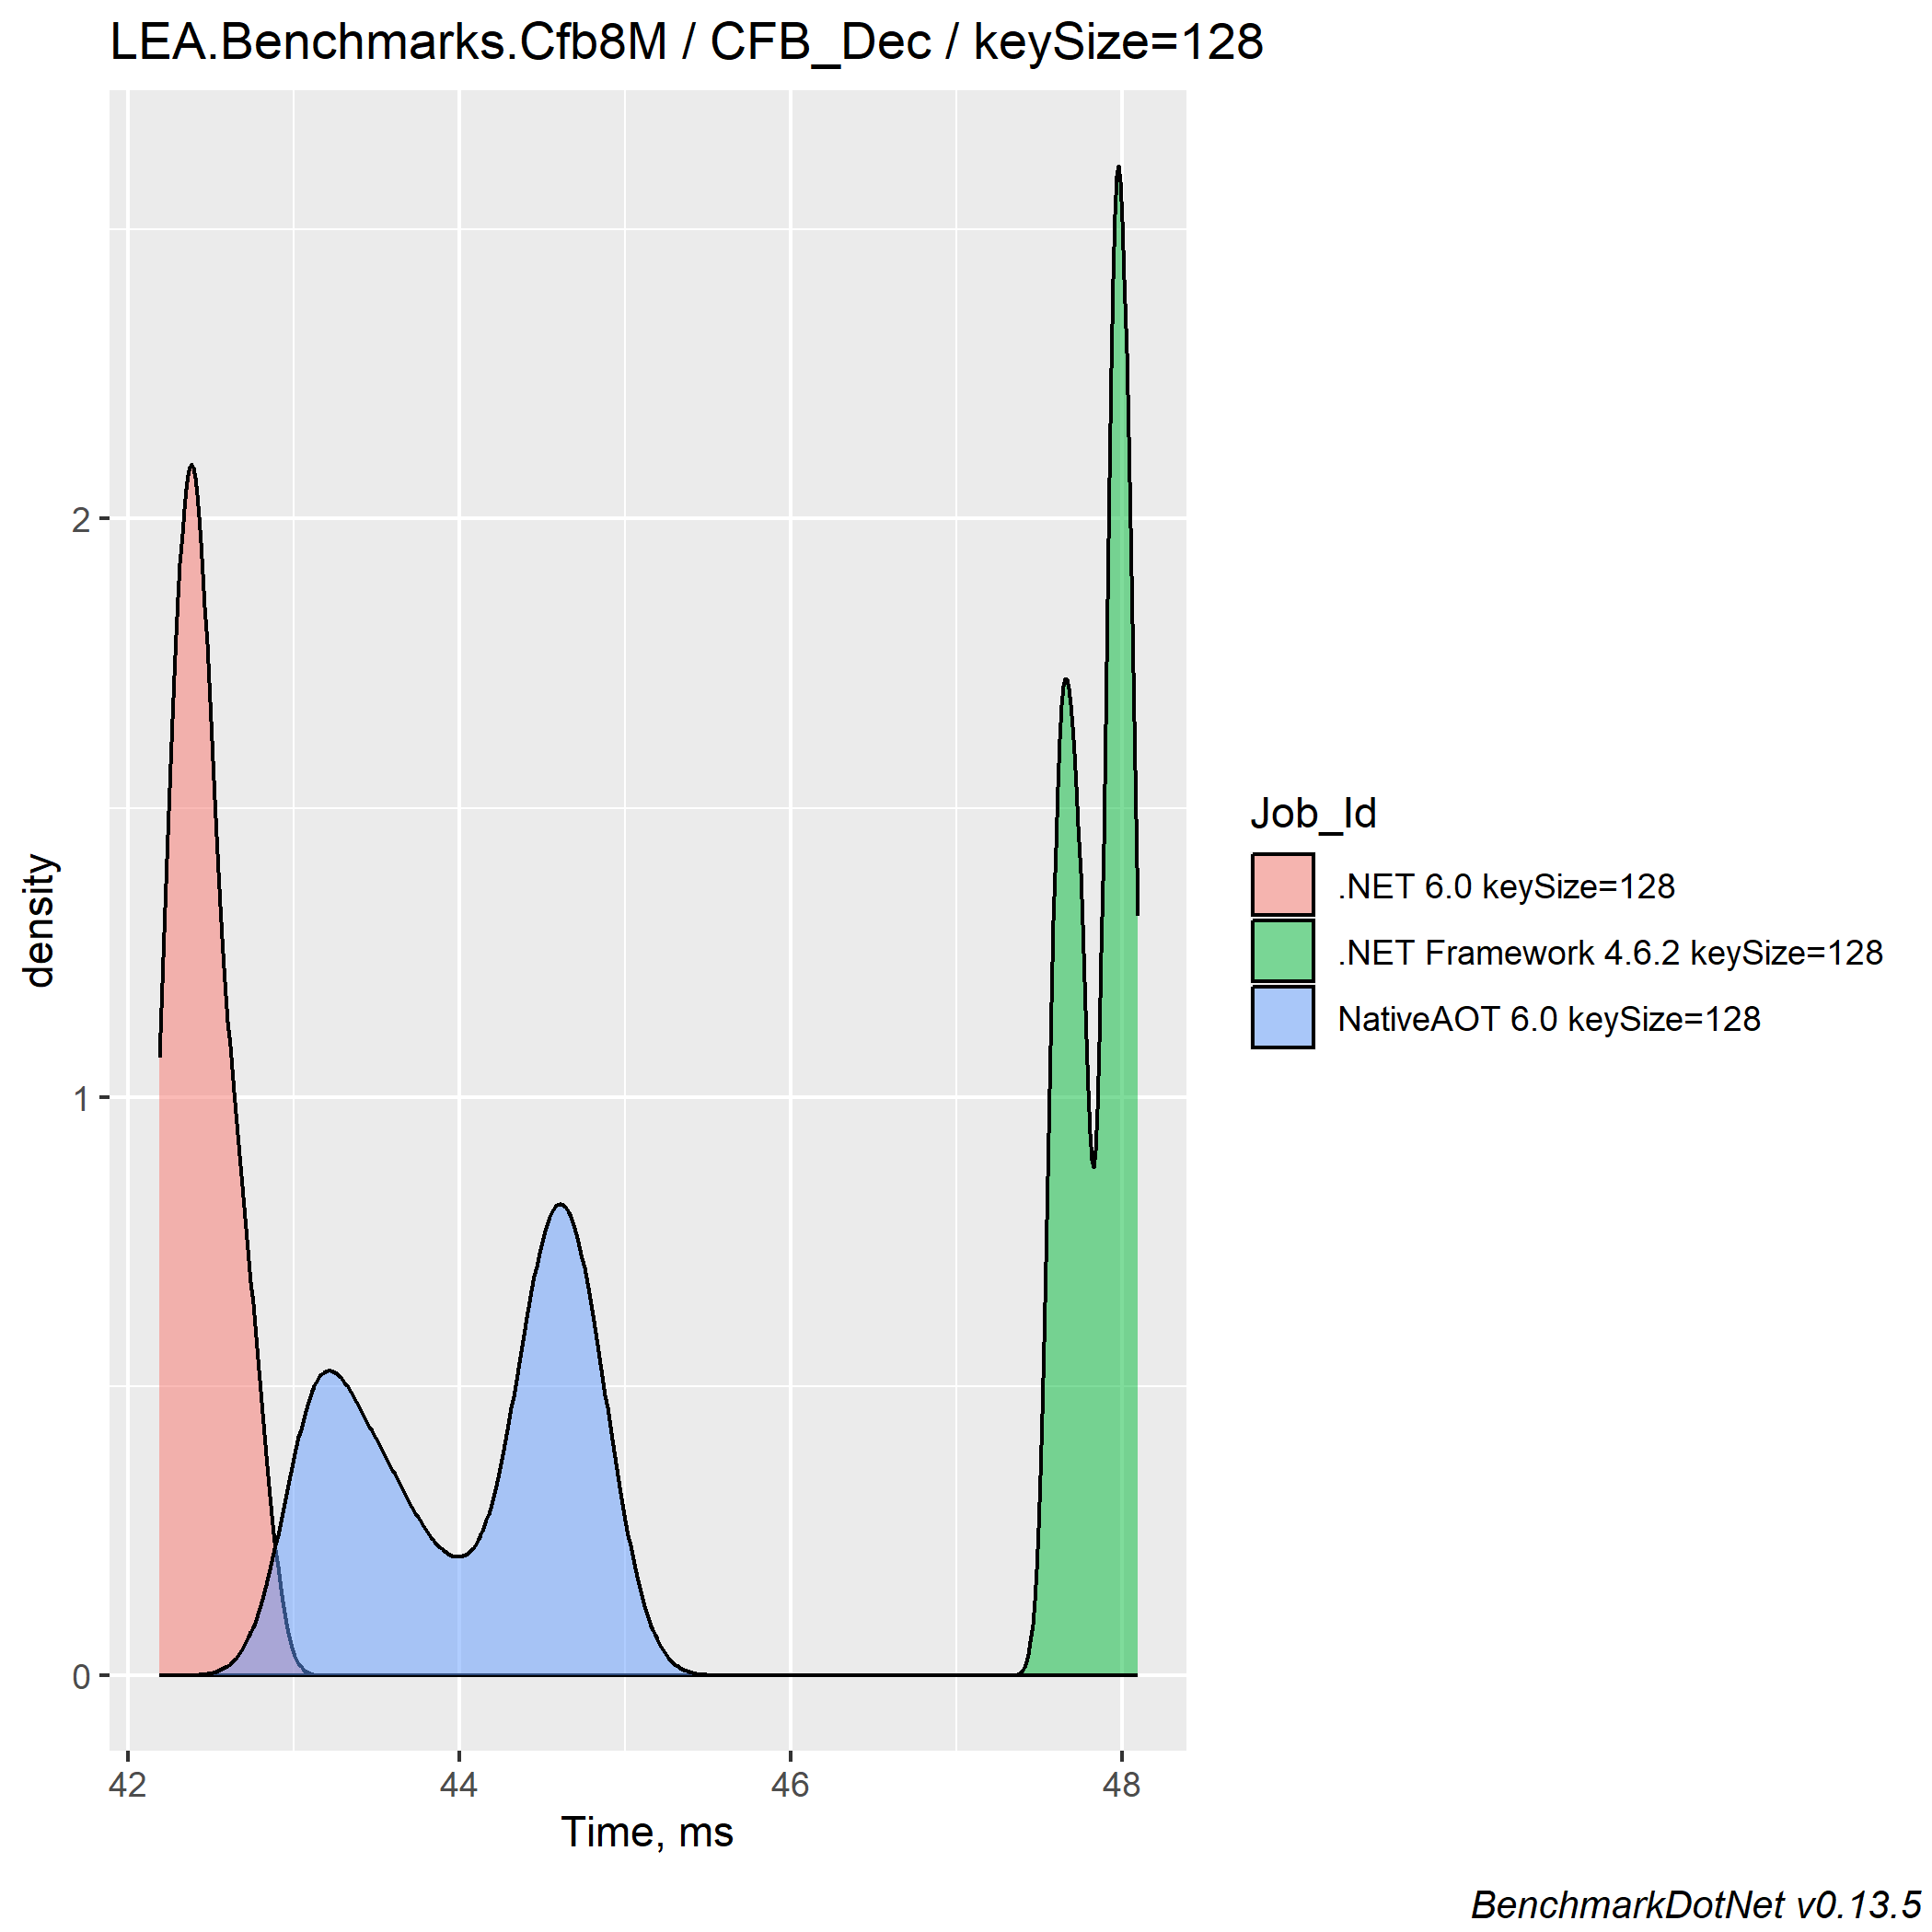 LEA.Benchmarks.Cfb8M / CFB_Dec / keySize=128
density
2
1
0
42 44 46 48
Time, ms
Job_Id
.NET 6.0 keySize=128
.NET Framework 4.6.2 keySize=128
NativeAOT 6.0 keySize=128
BenchmarkDotNet v0.13.5